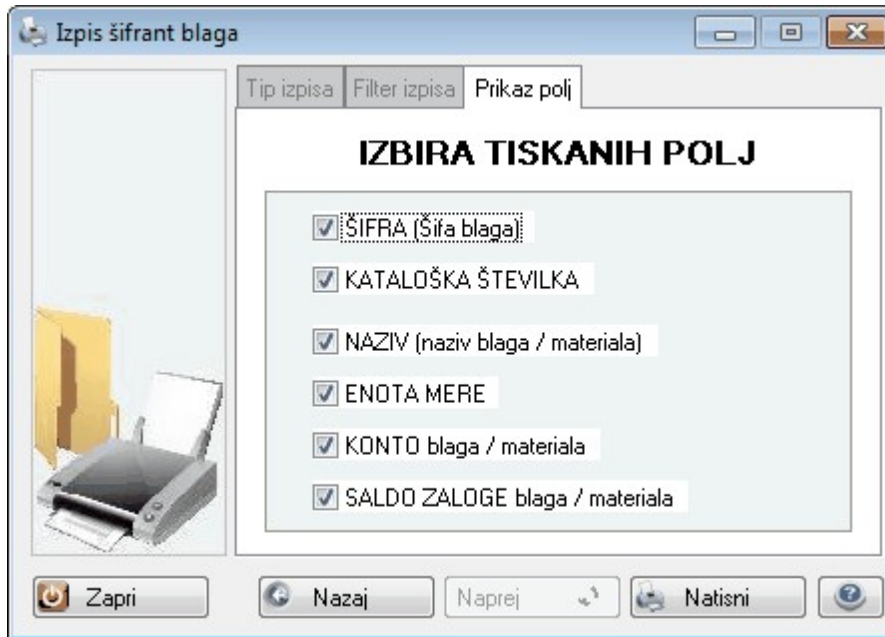 Izpis šifrant blaga
Tip izpisa Filter izpisa Prikaz polj
IZBIRA TISKANIH POLJ
ŠIFRA (Šifa blaga)
KATALOŠKA ŠTEVILKA
NAZIV (naziv blaga / materiala)
ENOTA MERE
KONTO blaga / materiala
SALDO ZALOGE blaga / materiala
Zapri Nazaj Naprej Natisni